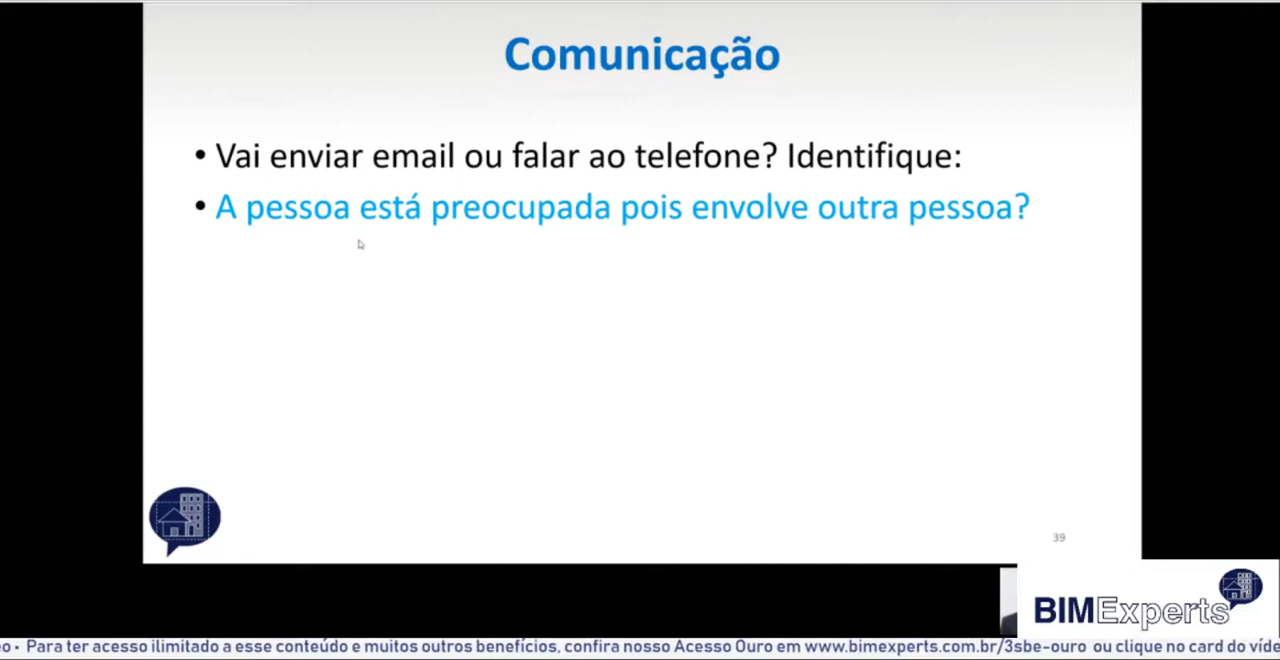 Comunicação
• Vai enviar email ou falar ao telefone? Identifique:
• A pessoa está preocupada pois envolve outra pessoa?
39
BIMExperts
• Para ter acesso ilimitado a esse conteúdo e muitos outros benefícios, confira nosso Acesso Ouro em www.bimexperts.com.br/3sbe-ouro ou clique no card do